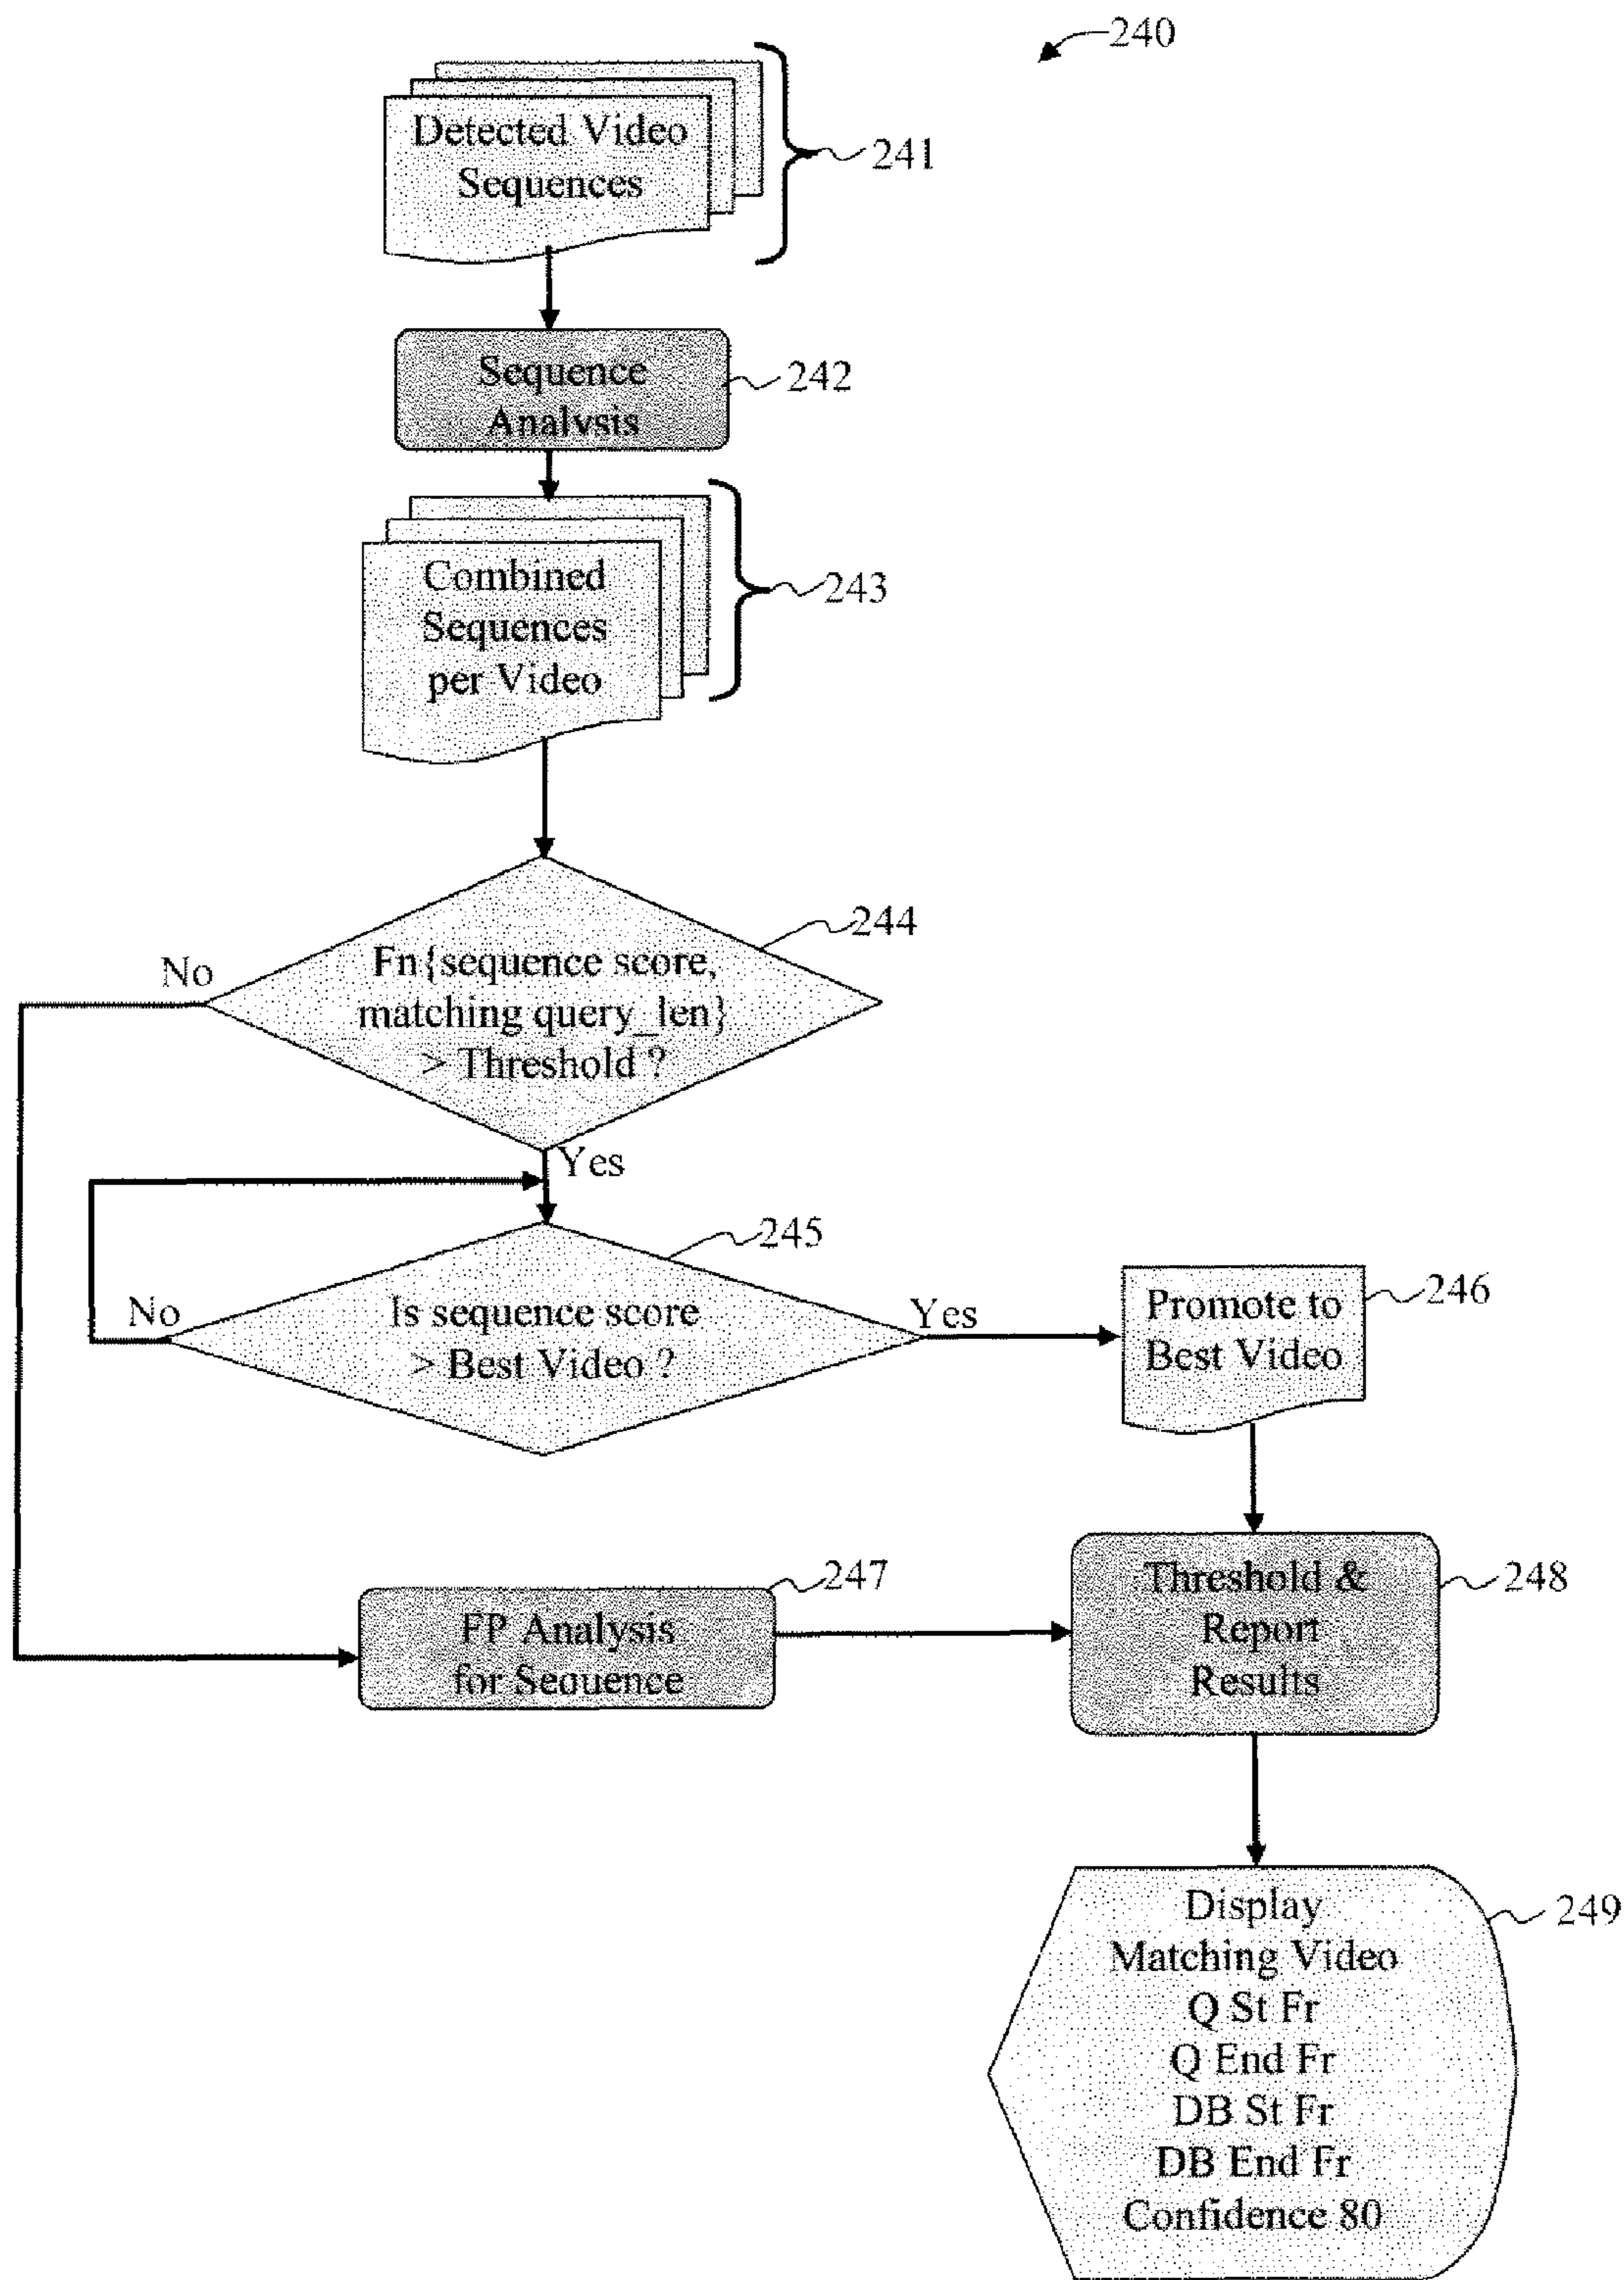 240
Detected Video
Sequences
241
Sequence
Analysis
242
Combined
Sequences
per Video
243
Fn{sequence score,
matching query_len}
> Threshold ?
244
No
Yes
Is sequence score
> Best Video ?
245
No
Yes
Promote to
Best Video
246
FP Analysis
for Sequence
247
Threshold &
Report
Results
248
Display
Matching Video
Q St Fr
Q End Fr
DB St Fr
DB End Fr
Confidence 80
249